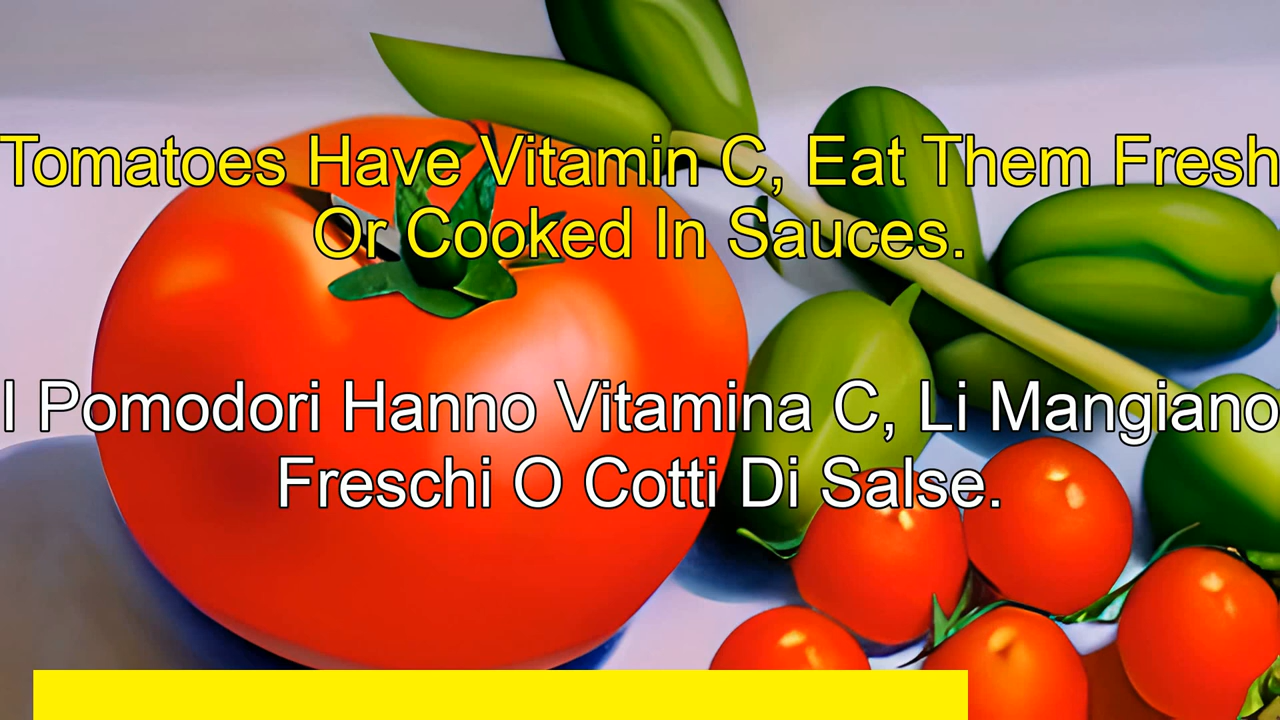 Tomatoes Have Vitamin C, Eat Them Fresh
Or Cooked In Sauces.
I Pomodori Hanno Vitamina C, Li Mangiano
Freschi O Cotti Di Salse.